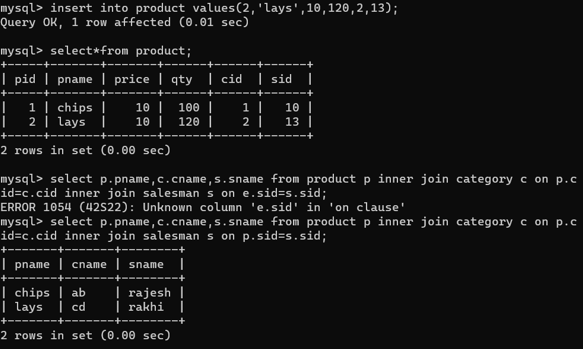 mysql> insert into product values(2,'lays',10,120,2,13);
Query OK, 1 row affected (0.01 sec)

mysql> select*from product;
+-----+-------+-------+------+------+------+
| pid | pname | price | qty  | cid  | sid  |
+-----+-------+-------+------+------+------+
|   1 | chips |    10 |  100 |    1 |   10 |
|   2 | lays  |    10 |  120 |    2 |   13 |
+-----+-------+-------+------+------+------+
2 rows in set (0.00 sec)

mysql> select p.pname,c.cname,s.sname from product p inner join category c on p.c
id=c.cid inner join salesman s on e.sid=s.sid;
ERROR 1054 (42S22): Unknown column 'e.sid' in 'on clause'
mysql> select p.pname,c.cname,s.sname from product p inner join category c on p.c
id=c.cid inner join salesman s on p.sid=s.sid;
+-------+-------+--------+
| pname | cname | sname  |
+-------+-------+--------+
| chips | ab    | rajesh |
| lays  | cd    | rakhi  |
+-------+-------+--------+
2 rows in set (0.00 sec)